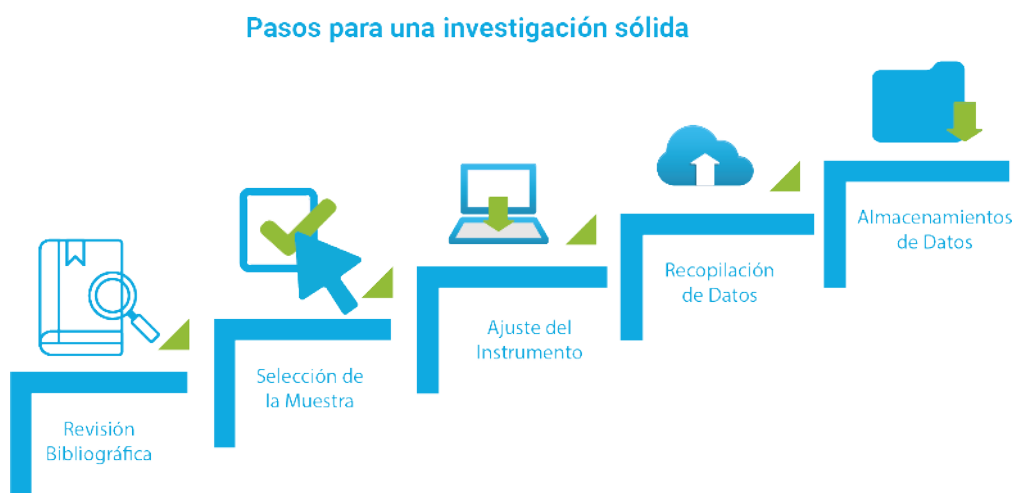 Pasos para una investigación sólida
Revisión
Bibliográfica
Selección de
la Muestra
Ajuste del
Instrumento
Recopilación
de Datos
Almacenamientos
de Datos